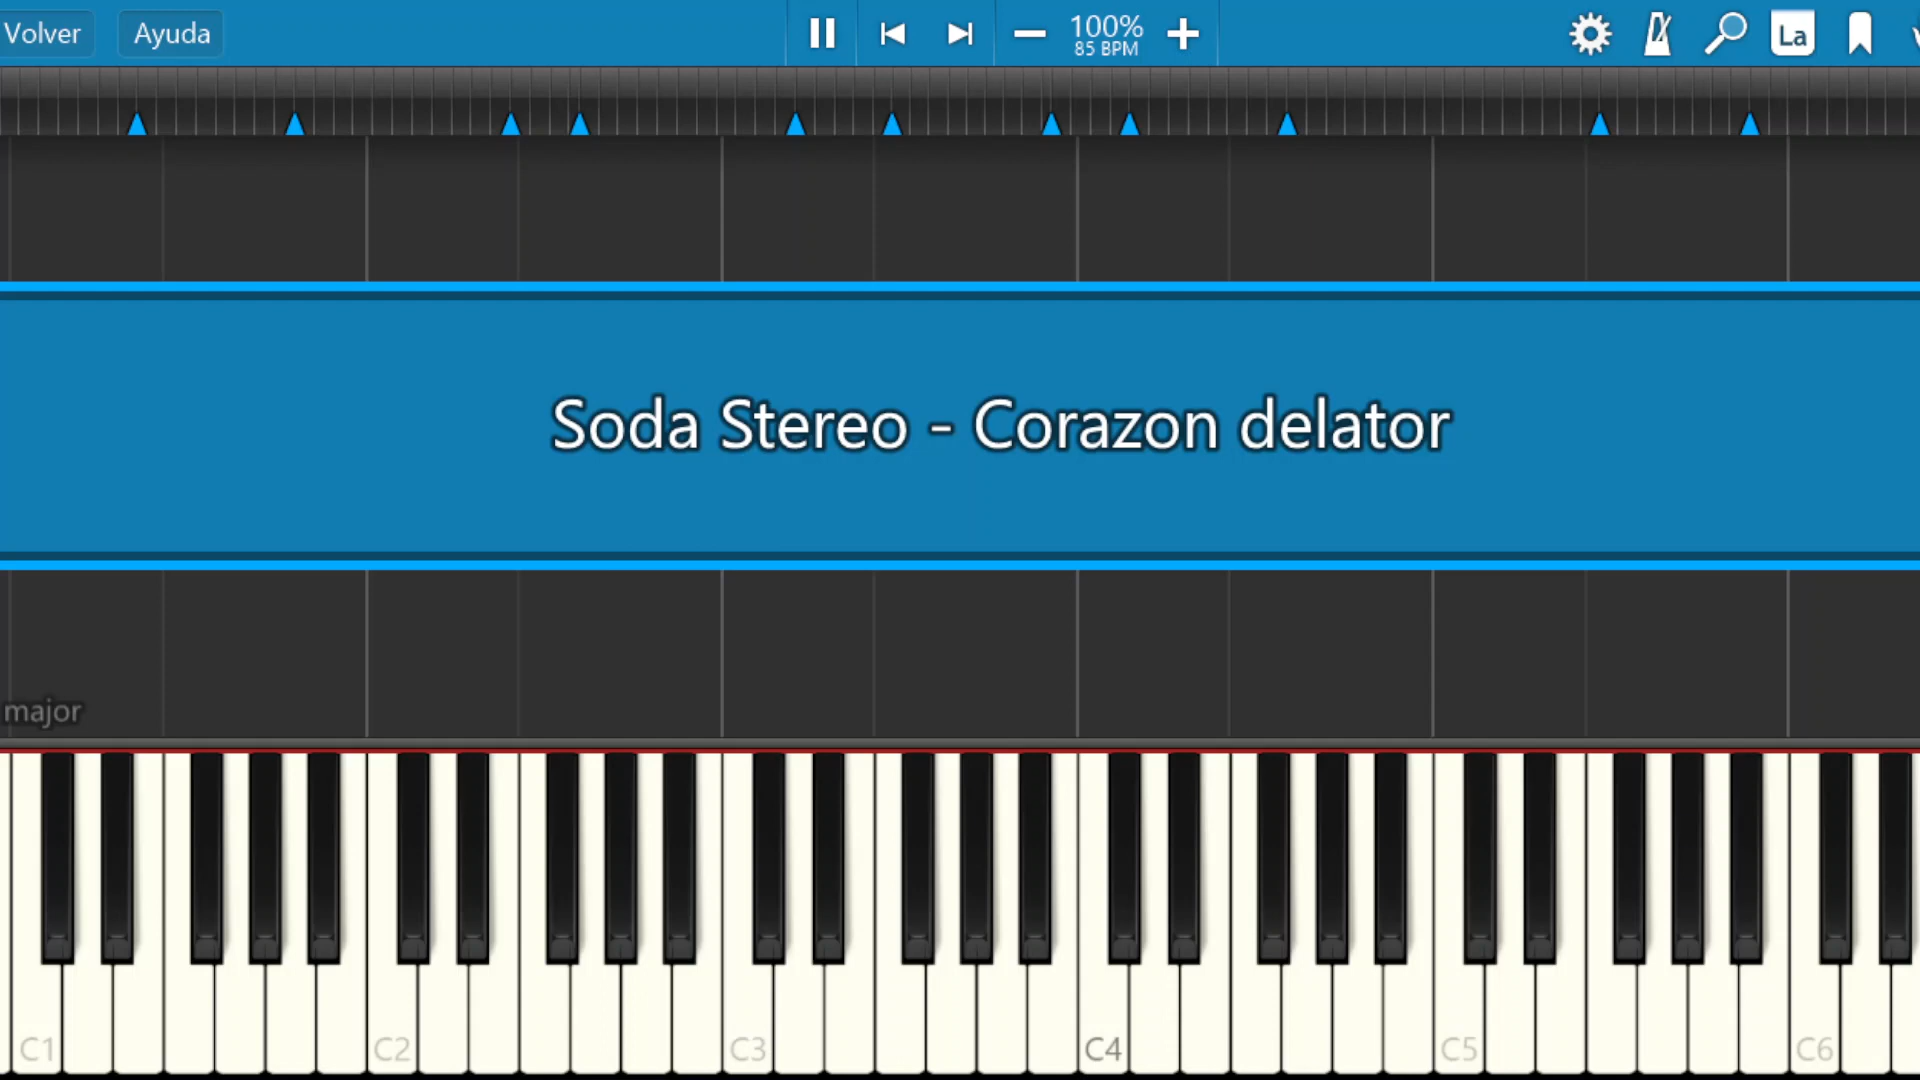 Volver Ayuda 100% La
85 BPM
Soda Stereo - Corazon delator
major
C1 C2 C3 C4 C5 C6